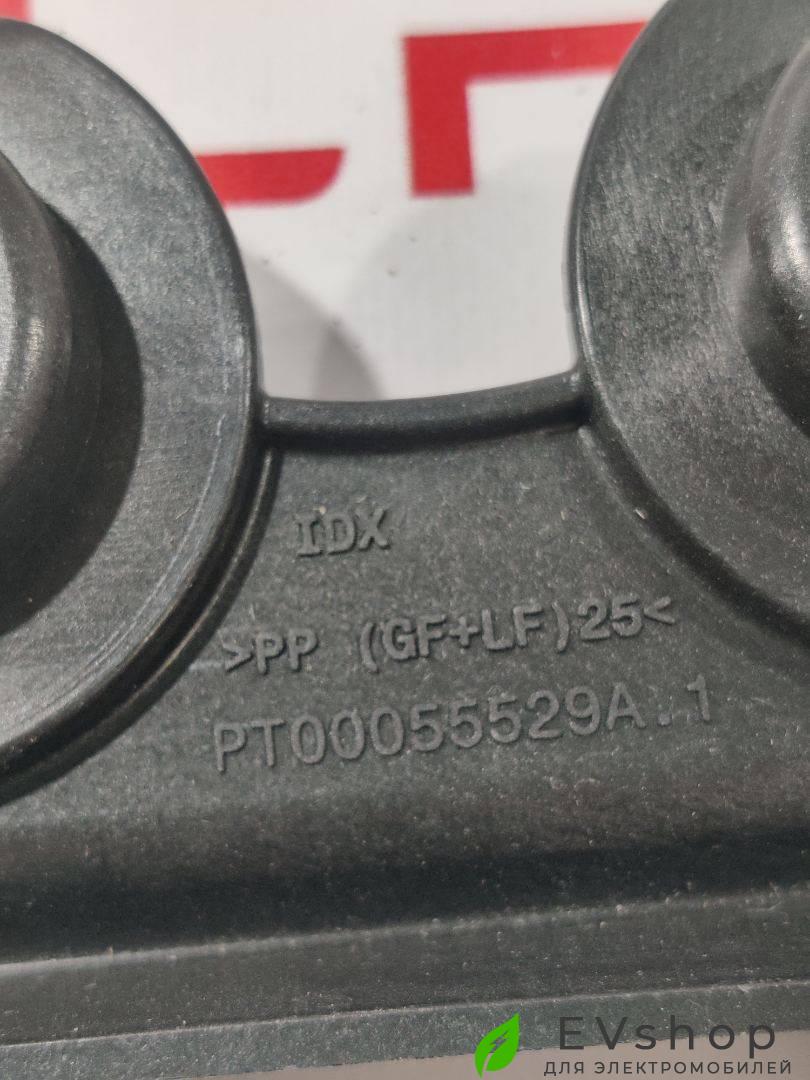 IDX
>PP (GF+LF)25<
PT00055529A.1
EVshop
ДЛЯ ЭЛЕКТРОМОБИЛЕЙ